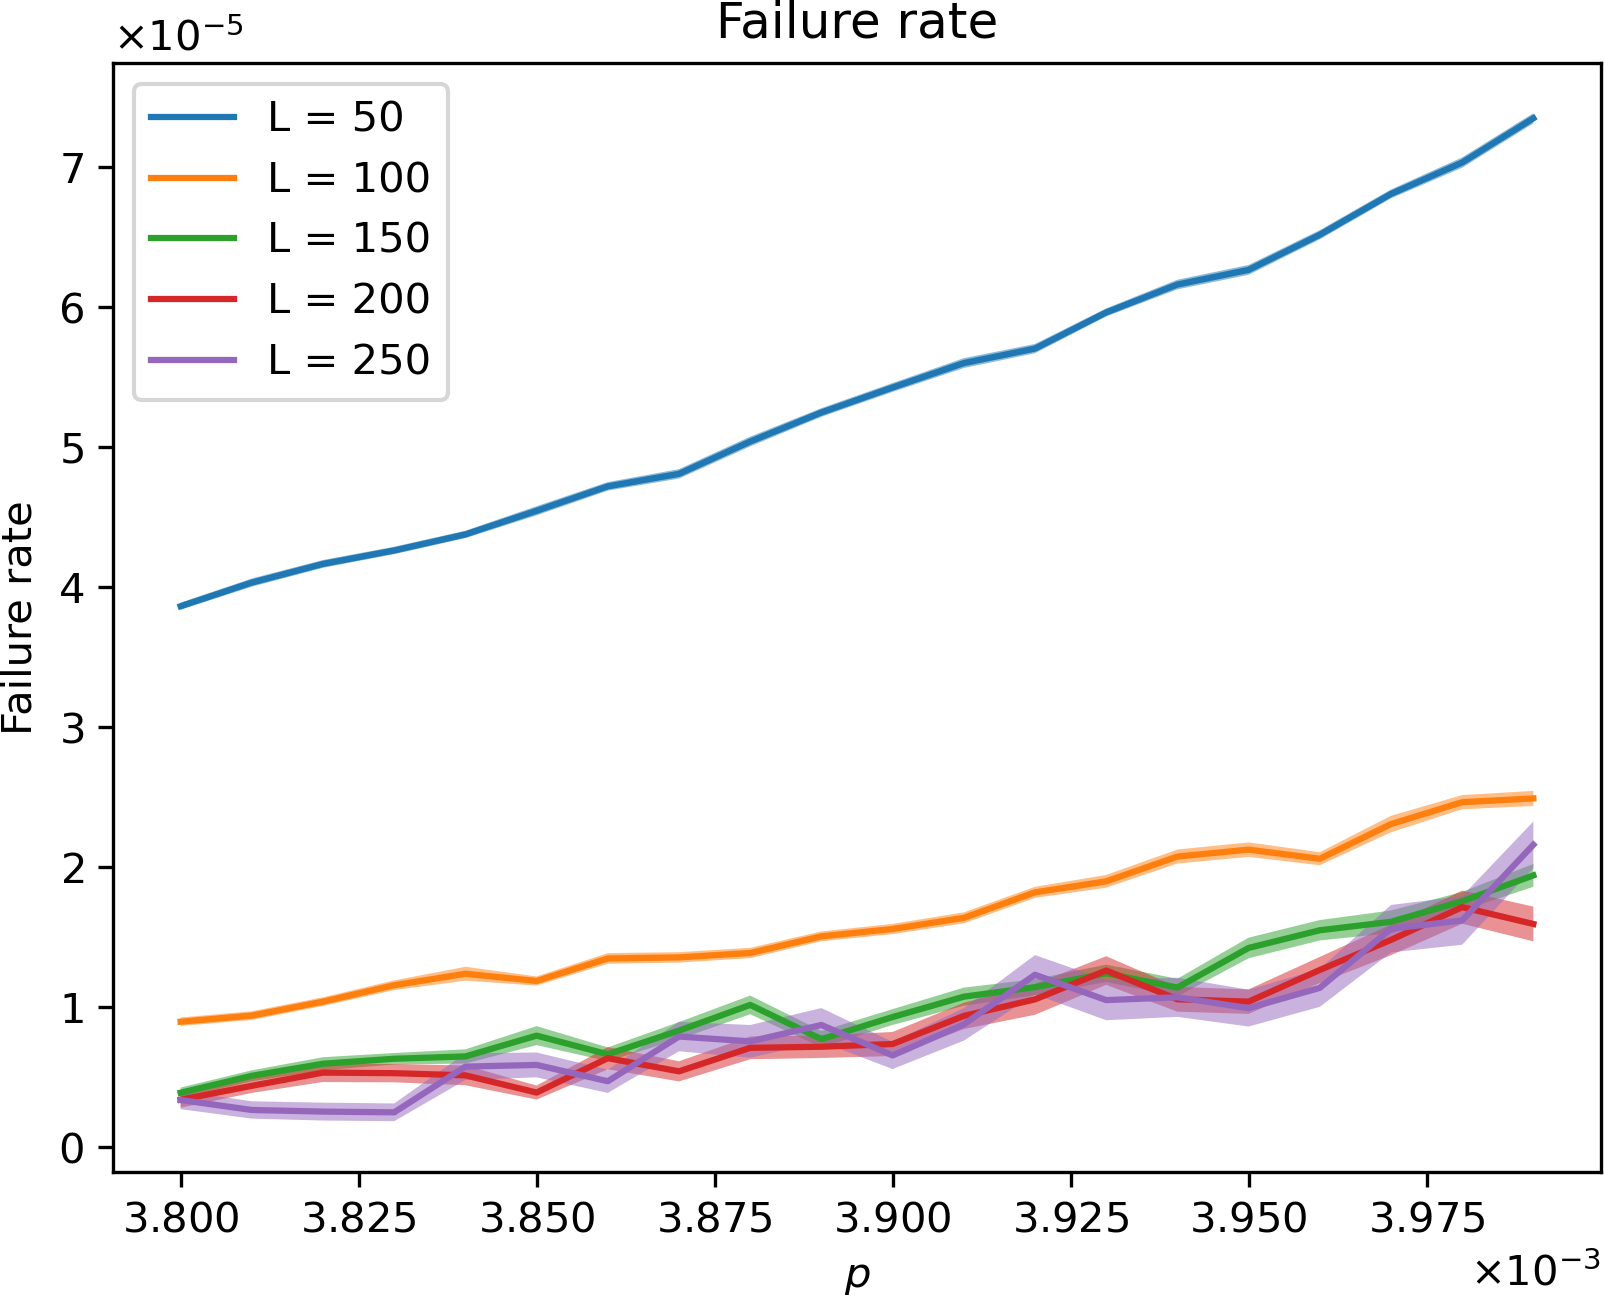 Failure rate
×10⁻⁵
L = 50
L = 100
L = 150
L = 200
L = 250
7
6
5
4
3
2
1
0
Failure rate
3.800 3.825 3.850 3.875 3.900 3.925 3.950 3.975
p
×10⁻³